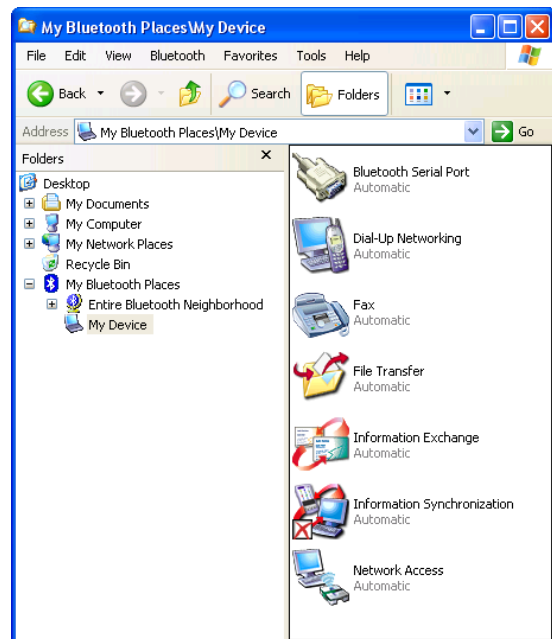 My Bluetooth Places\My Device
File Edit View Bluetooth Favorites Tools Help
Back Search Folders
Address My Bluetooth Places\My Device Go
Folders
Desktop
My Documents
My Computer
My Network Places
Recycle Bin
My Bluetooth Places
Entire Bluetooth Neighborhood
My Device
Bluetooth Serial Port
Automatic
Dial-Up Networking
Automatic
Fax
Automatic
File Transfer
Automatic
Information Exchange
Automatic
Information Synchronization
Automatic
Network Access
Automatic